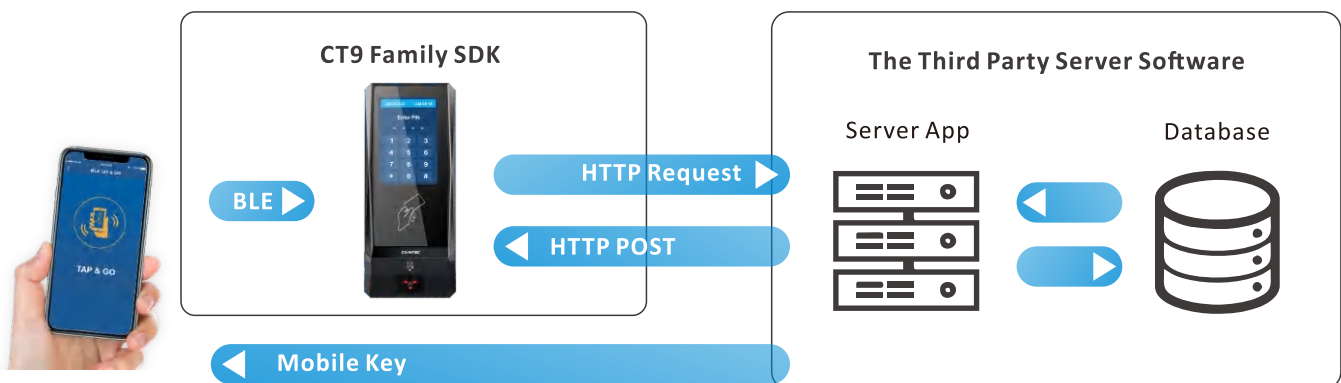 CT9 Family SDK
The Third Party Server Software
Enter PIN
1 2 3
4 5 6
7 8 9
* 0 #
Server App
Database
HTTP Request
BLE
HTTP POST
TAP & GO
Mobile Key